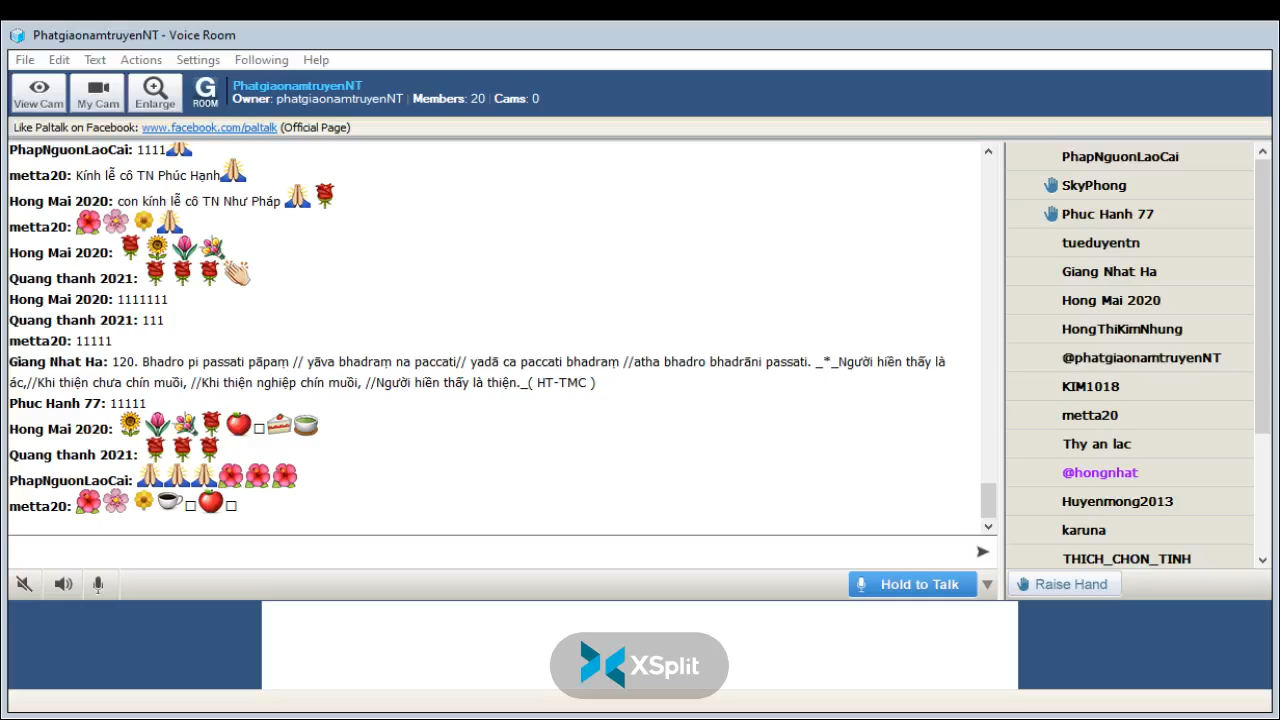 PhatgiaonamtruyenNT - Voice Room
File Edit Text Actions Settings Following Help
View Cam My Cam Enlarge G ROOM
PhatgiaonamtruyenNT
Owner: phatgiaonamtruyenNT | Members: 20 | Cams: 0
Like Paltalk on Facebook: www.facebook.com/paltalk (Official Page)
PhapNguonLaoCai: 1111
metta20: Kính lễ cô TN Phúc Hạnh
Hong Mai 2020: con kính lễ cô TN Như Pháp
metta20:
Hong Mai 2020:
Quang thanh 2021:
Hong Mai 2020: 1111111
Quang thanh 2021: 111
metta20: 11111
Giang Nhat Ha: 120. Bhadro pi passati pāpaṃ // yāva bhadraṃ na paccati// yadā ca paccati bhadraṃ //atha bhadro bhadrāni passati. _*_Người hiền thấy là
ác,//Khi thiện chưa chín muồi, //Khi thiện nghiệp chín muồi, //Người hiền thấy là thiện._( HT-TMC )
Phuc Hanh 77: 11111
Hong Mai 2020:
Quang thanh 2021:
PhapNguonLaoCai:
metta20:
Hold to Talk
PhapNguonLaoCai
SkyPhong
Phuc Hanh 77
tueduyentn
Giang Nhat Ha
Hong Mai 2020
HongThiKimNhung
@phatgiaonamtruyenNT
KIM1018
metta20
Thy an lac
@hongnhat
Huyenmong2013
karuna
THICH_CHON_TINH
Raise Hand
XSplit